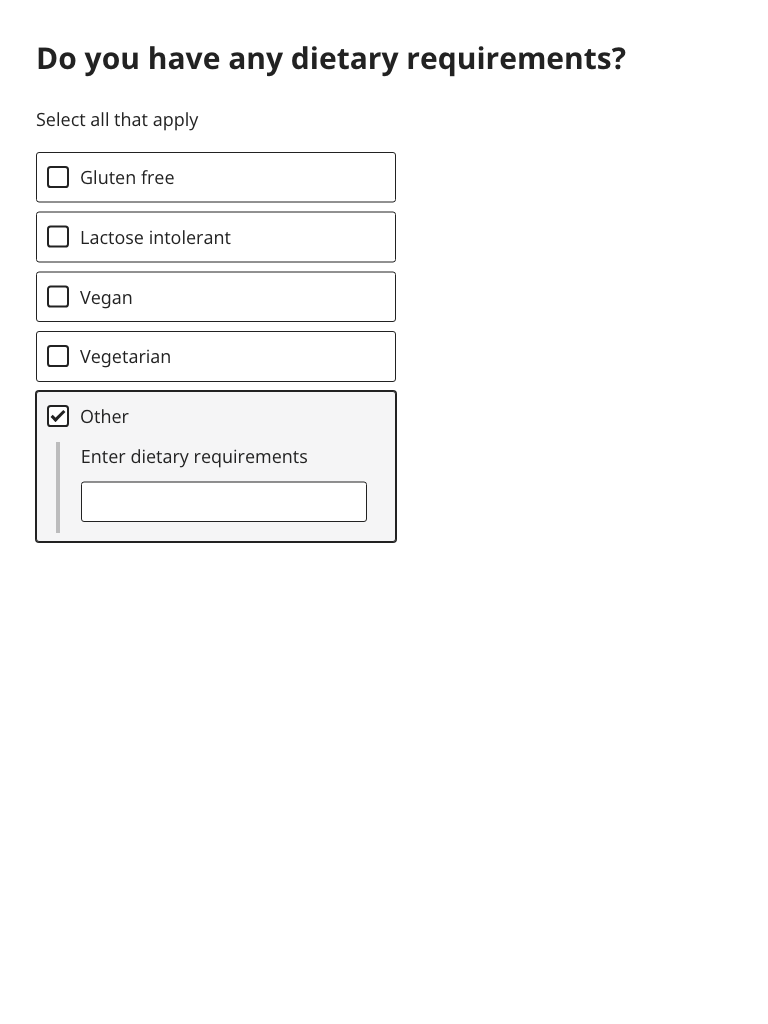 Do you have any dietary requirements?
Select all that apply
Gluten free
Lactose intolerant
Vegan
Vegetarian
Other
Enter dietary requirements